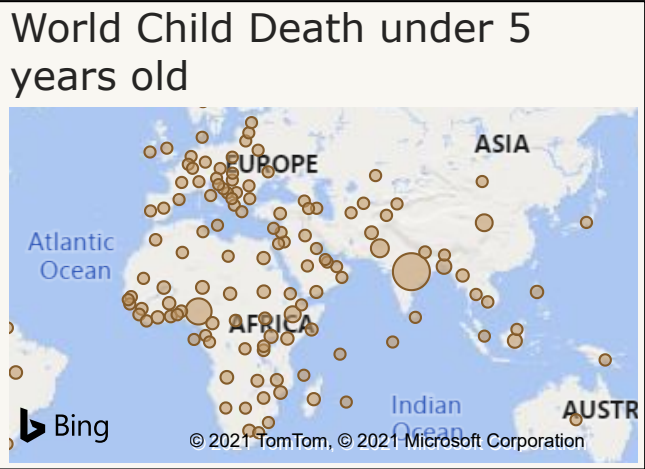 World Child Death under 5
years old
ASIA
EUROPE
Atlantic
Ocean
AFRICA
Indian
Ocean
AUSTR
Bing
© 2021 TomTom, © 2021 Microsoft Corporation